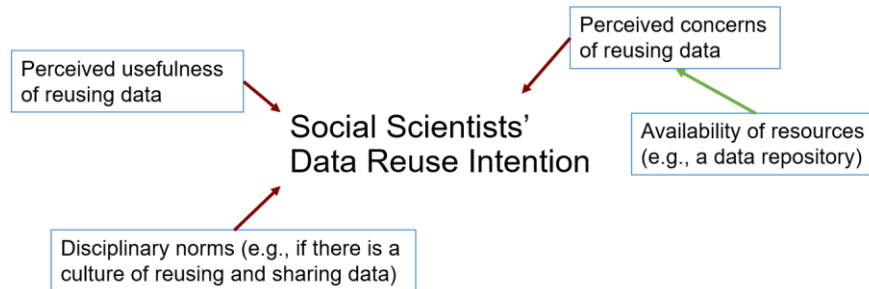 Perceived concerns
of reusing data
Perceived usefulness
of reusing data
Social Scientists’
Data Reuse Intention
Availability of resources
(e.g., a data repository)
Disciplinary norms (e.g., if there is a
culture of reusing and sharing data)